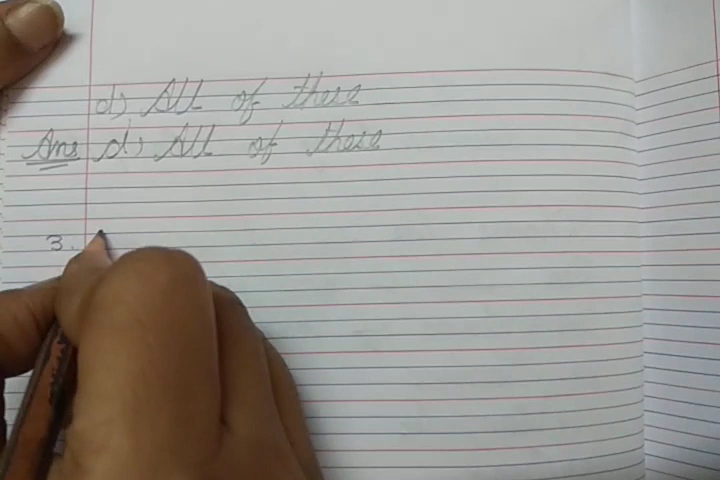 d) All of these
Ans d) All of these
3.